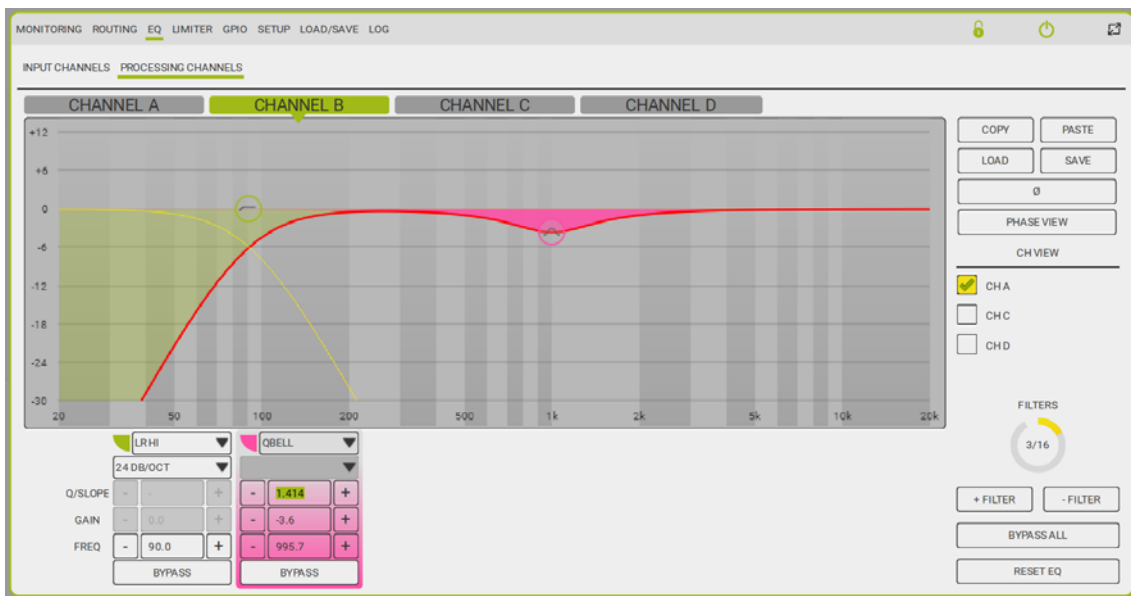 MONITORING ROUTING EQ LIMITER GPIO SETUP LOAD/SAVE LOG
INPUT CHANNELS PROCESSING CHANNELS
CHANNEL A CHANNEL B CHANNEL C CHANNEL D
+12
+6
0
-6
-12
-18
-24
-30
20 50 100 200 500 1k 2k 5k 10k 20k
COPY PASTE
LOAD SAVE
Ø
PHASE VIEW
CH VIEW
CH A
CH C
CH D
FILTERS
3/16
+ FILTER - FILTER
BYPASS ALL
RESET EQ
LRHI QBELL
24 DB/OCT
Q/SLOPE - - + - 1.414 +
GAIN - 0.0 + - -3.6 +
FREQ - 90.0 + - 995.7 +
BYPASS BYPASS